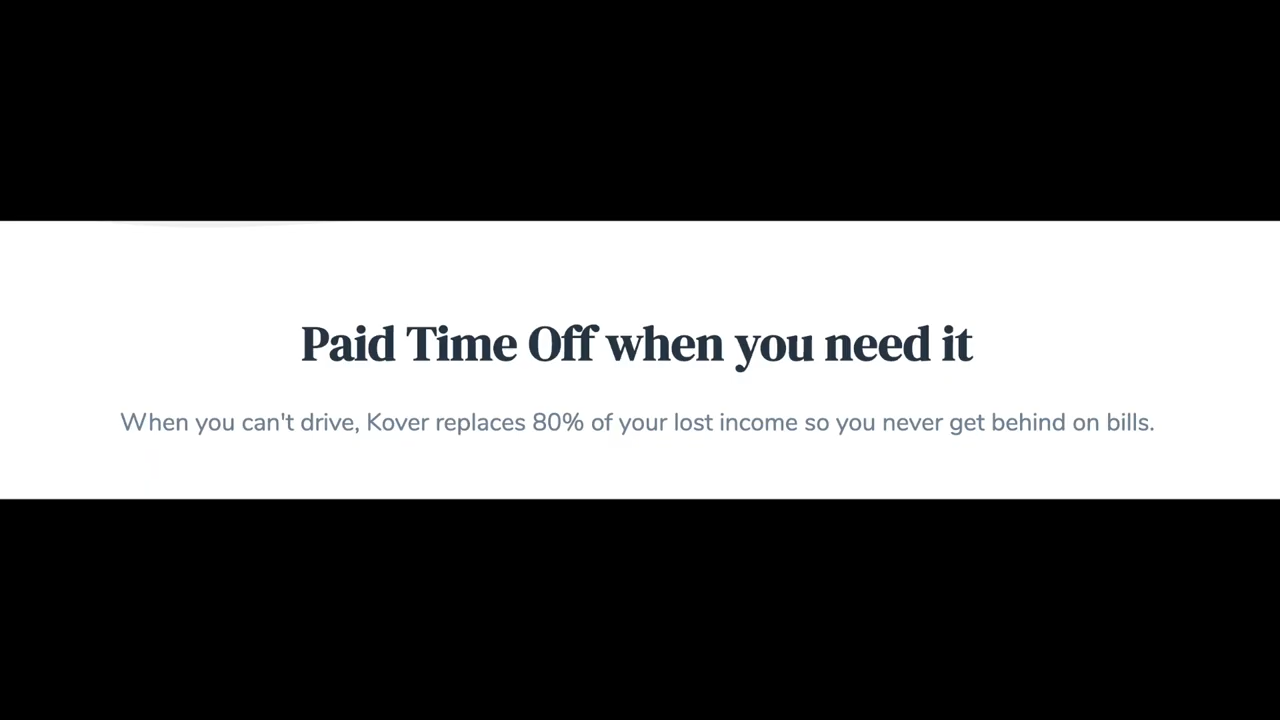 Paid Time Off when you need it
When you can't drive, Kover replaces 80% of your lost income so you never get behind on bills.